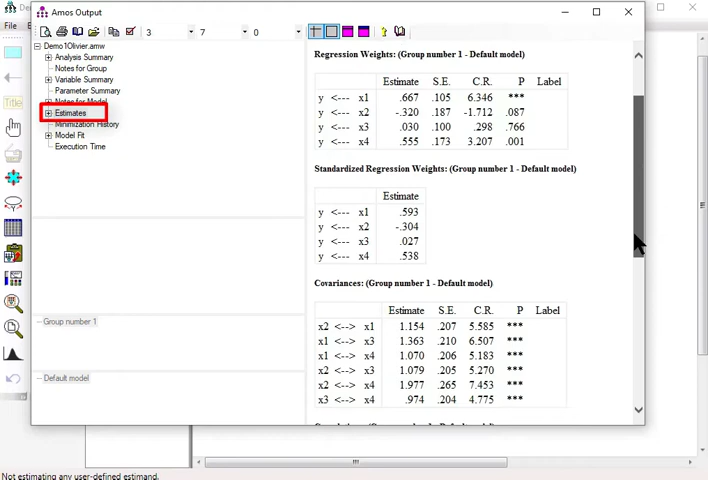 Amos Output
File
Title
3 7 0
Demo1Olivier.amw
Analysis Summary
Notes for Group
Variable Summary
Parameter Summary
Notes for Model
Estimates
Minimization History
Model Fit
Execution Time
Group number 1
Default model
Regression Weights: (Group number 1 - Default model)
Estimate S.E. C.R. P Label
y <--- x1 .667 .105 6.346 ***
y <--- x2 -.320 .187 -1.712 .087
y <--- x3 .030 .100 .298 .766
y <--- x4 .555 .173 3.207 .001
Standardized Regression Weights: (Group number 1 - Default model)
Estimate
y <--- x1 .593
y <--- x2 -.304
y <--- x3 .027
y <--- x4 .538
Covariances: (Group number 1 - Default model)
Estimate S.E. C.R. P Label
x2 <--> x1 1.154 .207 5.585 ***
x1 <--> x3 1.363 .210 6.507 ***
x1 <--> x4 1.070 .206 5.183 ***
x2 <--> x3 1.079 .205 5.270 ***
x2 <--> x4 1.977 .265 7.453 ***
x3 <--> x4 .974 .204 4.775 ***
Not estimating any user-defined estimand.